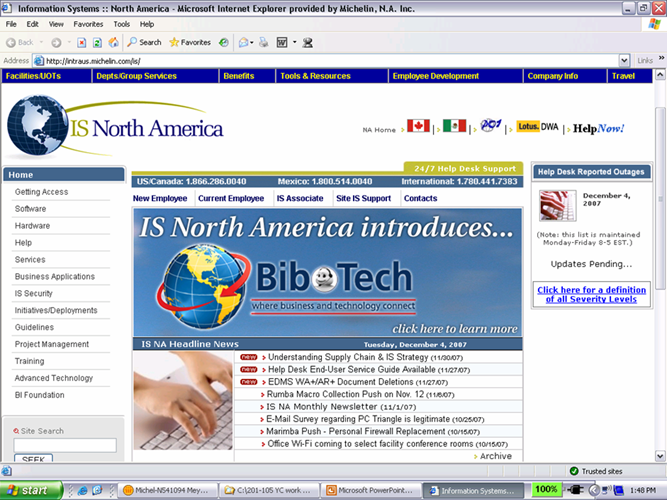 Information Systems :: North America - Microsoft Internet Explorer provided by Michelin, N.A. Inc.
File Edit View Favorites Tools Help
Back Search Favorites
Address http://intraus.michelin.com/is/ Links »
Facilities/UOTs Depts/Group Services Benefits Tools & Resources Employee Development Company Info Travel
IS North America
NA Home 2C1 Lotus. DWA HelpNow!
24/7 Help Desk Support
US/Canada: 1.866.286.0040 Mexico: 1.800.514.0040 International: 1.780.441.7383
New Employee Current Employee IS Associate Site IS Support Contacts
Home
Getting Access
Software
Hardware
Help
Services
Business Applications
IS Security
Initiatives/Deployments
Guidelines
Project Management
Training
Advanced Technology
BI Foundation
Site Search
SEEK
IS North America introduces...
BibOTech
where business and technology connect
click here to learn more
IS NA Headline News Tuesday, December 4, 2007
new Understanding Supply Chain & IS Strategy (11/30/07)
new Help Desk End-User Service Guide Available (11/27/07)
new EDMS WA+/AR+ Document Deletions (11/27/07)
Rumba Macro Collection Push on Nov. 12 (11/8/07)
IS NA Monthly Newsletter (11/1/07)
E-Mail Survey regarding PC Triangle is legitimate (10/25/07)
Marimba Push - Personal Firewall Replacement (10/15/07)
Office Wi-Fi coming to select facility conference rooms (10/15/07)
Archive
Help Desk Reported Outages
December 4,
2007
(Note: this list is maintained
Monday-Friday 8-5 EST.)
Updates Pending...
Click here for a definition
of all Severity Levels
Trusted sites
start Michel-N541094 Mey... C:\201-105 YC work ... Microsoft PowerPoint... Information Systems... 100% 1:48 PM